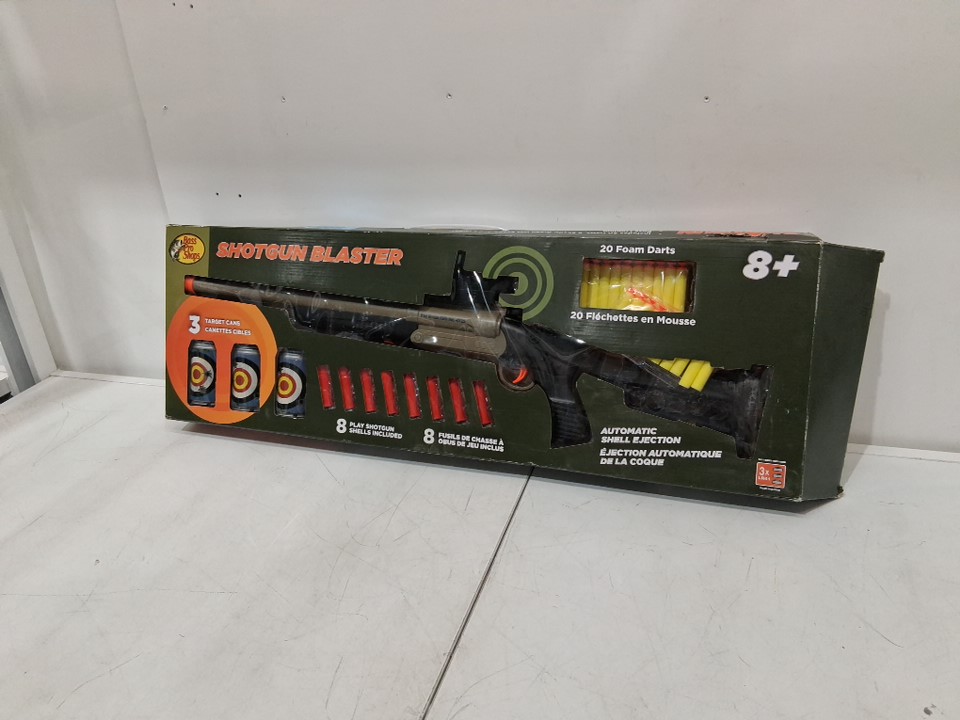 Bass
Pro
Shops
SHOTGUN BLASTER
20 Foam Darts
8+
20 Fléchettes en Mousse
3 TARGET CANS
CANETTES CIBLES
8 PLAY SHOTGUN
SHELLS INCLUDED
8 FUSILS DE CHASSE À
OBUS DE JEU INCLUS
AUTOMATIC
SHELL EJECTION
ÉJECTION AUTOMATIQUE
DE LA COQUE
3x